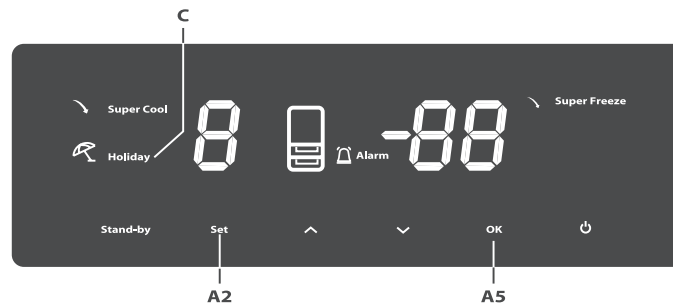 C
Super Cool
8
-88
Super Freeze
Holiday
Alarm
Stand-by
Set
OK
A2
A5